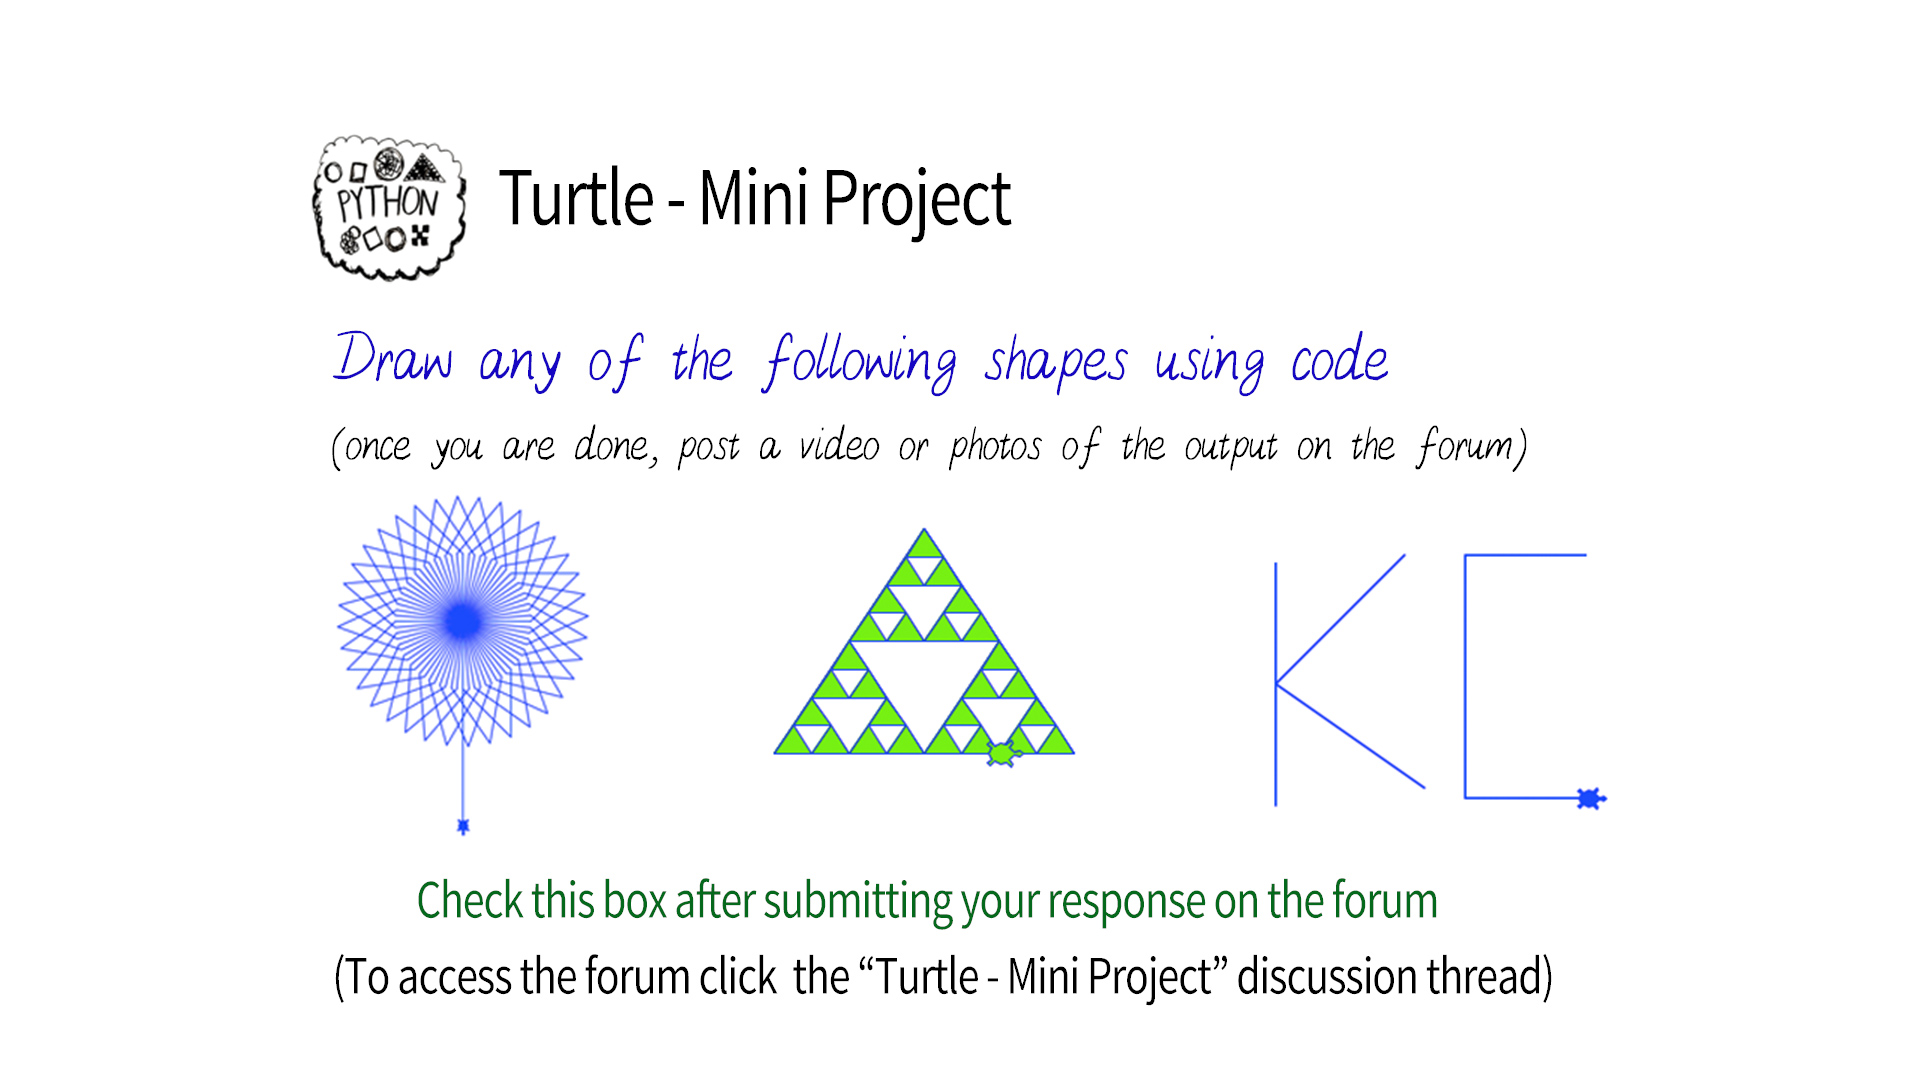 PYTHON
Turtle - Mini Project
Draw any of the following shapes using code
(once you are done, post a video or photos of the output on the forum)
KC
Check this box after submitting your response on the forum
(To access the forum click the “Turtle - Mini Project” discussion thread)